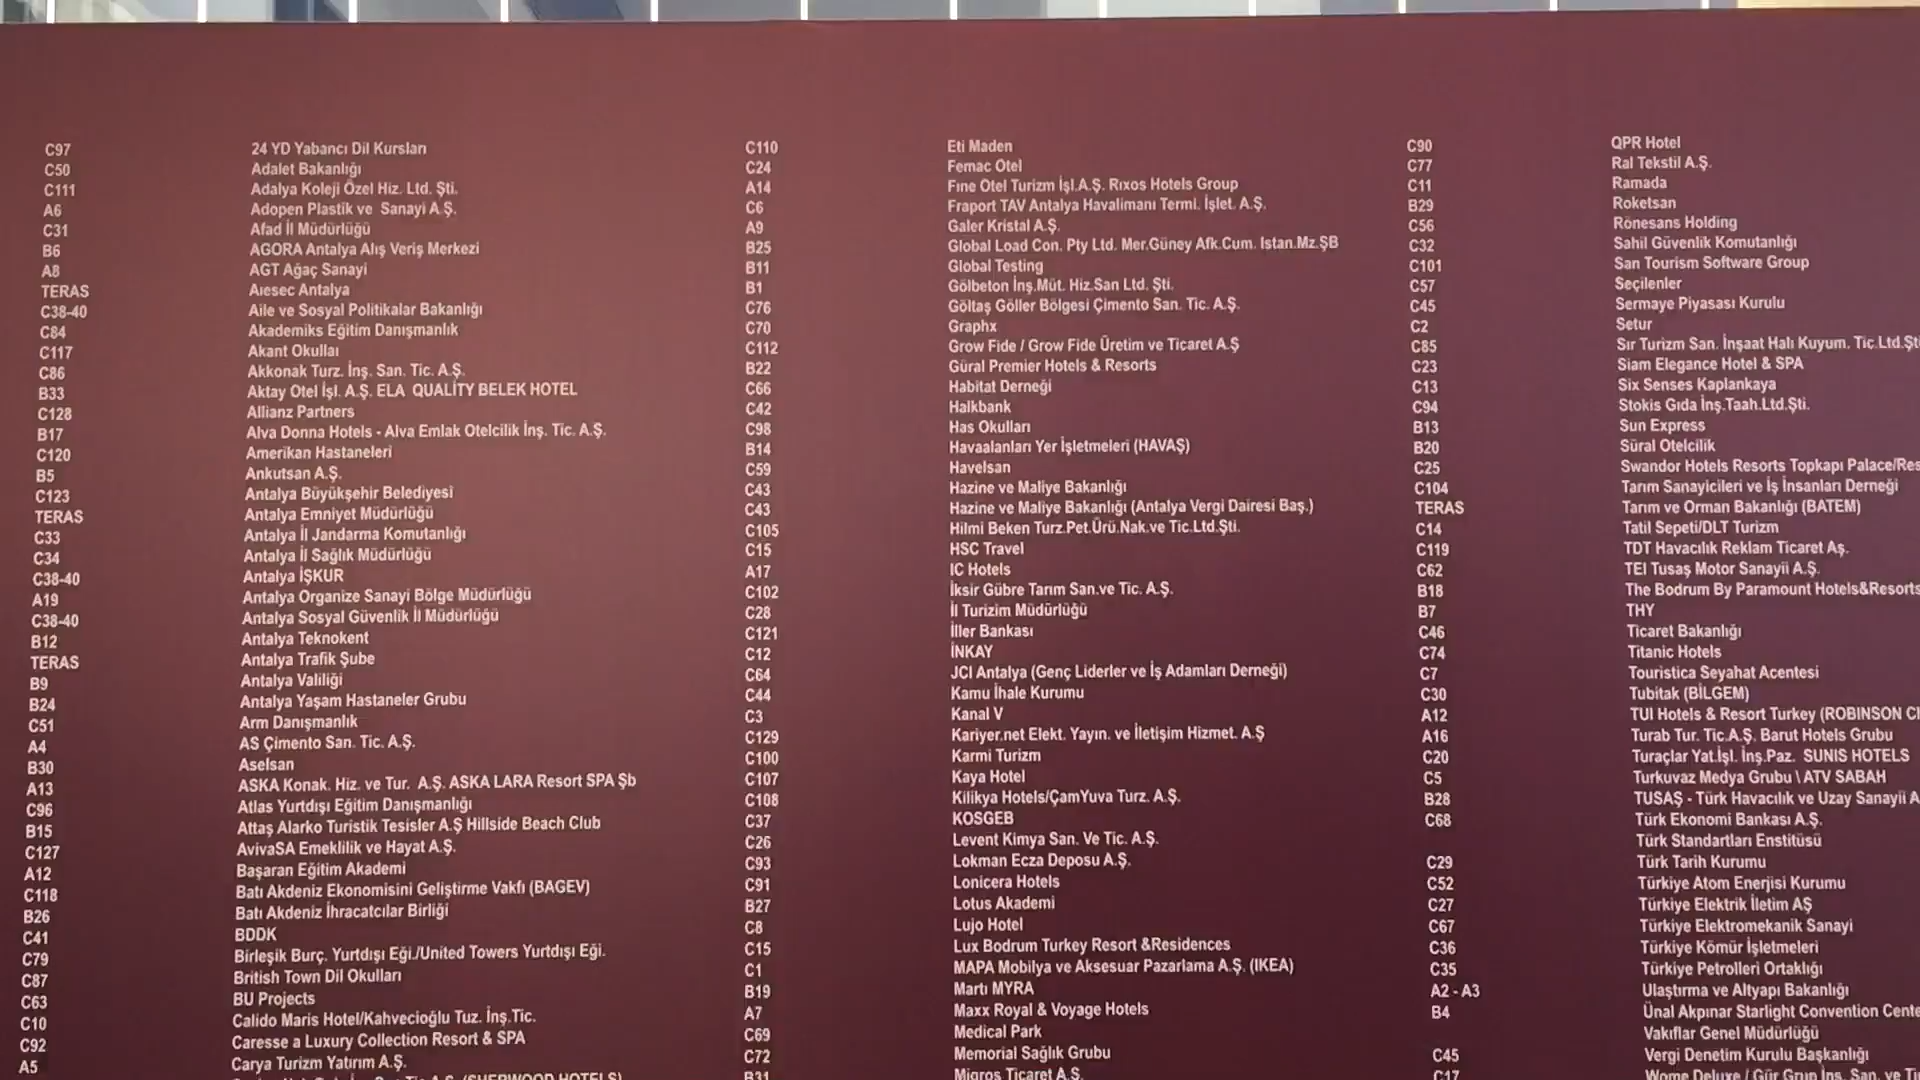 C97 24 YD Yabancı Dil Kursları
C50 Adalet Bakanlığı
C111 Adalya Koleji Özel Hiz. Ltd. Şti.
A6 Adopen Plastik ve Sanayi A.Ş.
C31 Afad İl Müdürlüğü
B6 AGORA Antalya Alış Veriş Merkezi
A8 AGT Ağaç Sanayi
TERAS Aıesec Antalya
C38-40 Aile ve Sosyal Politikalar Bakanlığı
C84 Akademiks Eğitim Danışmanlık
C117 Akant Okulları
C86 Akkonak Turz. İnş. San. Tic. A.Ş.
B33 Aktay Otel İşl. A.Ş. ELA QUALİTY BELEK HOTEL
C128 Allianz Partners
B17 Alva Donna Hotels - Alva Emlak Otelcilik İnş. Tic. A.Ş.
C120 Amerikan Hastaneleri
B5 Ankutsan A.Ş.
C123 Antalya Büyükşehir Belediyesi
TERAS Antalya Emniyet Müdürlüğü
C33 Antalya İl Jandarma Komutanlığı
C34 Antalya İl Sağlık Müdürlüğü
C38-40 Antalya İŞKUR
A19 Antalya Organize Sanayi Bölge Müdürlüğü
C38-40 Antalya Sosyal Güvenlik İl Müdürlüğü
B12 Antalya Teknokent
TERAS Antalya Trafik Şube
B9 Antalya Valiliği
B24 Antalya Yaşam Hastaneler Grubu
C51 Arm Danışmanlık
A4 AS Çimento San. Tic. A.Ş.
B30 Aselsan
A13 ASKA Konak. Hiz. ve Tur. A.Ş. ASKA LARA Resort SPA Şb
C96 Atlas Yurtdışı Eğitim Danışmanlığı
B15 Attaş Alarko Turistik Tesisler A.Ş Hillside Beach Club
C127 AvivaSA Emeklilik ve Hayat A.Ş.
A12 Başaran Eğitim Akademi
C118 Batı Akdeniz Ekonomisini Geliştirme Vakfı (BAGEV)
B26 Batı Akdeniz İhracatcılar Birliği
C41 BDDK
C79 Birleşik Burç. Yurtdışı Eği./United Towers Yurtdışı Eği.
C87 British Town Dil Okulları
C63 BU Projects
C10 Calido Maris Hotel/Kahvecioğlu Tuz. İnş.Tic.
C92 Caresse a Luxury Collection Resort & SPA
A5 Carya Turizm Yatırım A.Ş.
(SHERWOOD HOTELS)
C110 Eti Maden
C24 Femac Otel
A14 Fıne Otel Turizm İşl.A.Ş. Rıxos Hotels Group
C6 Fraport TAV Antalya Havalimanı Terml. İşlet. A.Ş.
A9 Galer Kristal A.Ş.
B25 Global Load Con. Pty Ltd. Mer.Güney Afk.Cum. Istan.Mz.ŞB
B11 Global Testing
B1 Gölbeton İnş.Müt. Hiz.San Ltd. Şti.
C76 Göltaş Göller Bölgesi Çimento San. Tic. A.Ş.
C70 Graphx
C112 Grow Fide / Grow Fide Üretim ve Ticaret A.Ş
B22 Güral Premier Hotels & Resorts
C66 Habitat Derneği
C42 Halkbank
C98 Has Okulları
B14 Havaalanları Yer İşletmeleri (HAVAŞ)
C59 Havelsan
C43 Hazine ve Maliye Bakanlığı
C43 Hazine ve Maliye Bakanlığı (Antalya Vergi Dairesi Baş.)
C105 Hilmi Beken Turz.Pet.Ürü.Nak.ve Tic.Ltd.Şti.
C15 HSC Travel
A17 IC Hotels
C102 İksir Gübre Tarım San.ve Tic. A.Ş.
C28 İl Turizim Müdürlüğü
C121 İller Bankası
C12 İNKAY
C64 JCI Antalya (Genç Liderler ve İş Adamları Derneği)
C44 Kamu İhale Kurumu
C3 Kanal V
C129 Kariyer.net Elekt. Yayın. ve İletişim Hizmet. A.Ş
C100 Karmi Turizm
C107 Kaya Hotel
C108 Kilikya Hotels/ÇamYuva Turz. A.Ş.
C37 KOSGEB
C26 Levent Kimya San. Ve Tic. A.Ş.
C93 Lokman Ecza Deposu A.Ş.
C91 Lonicera Hotels
B27 Lotus Akademi
C8 Lujo Hotel
C15 Lux Bodrum Turkey Resort &Residences
C1 MAPA Mobilya ve Aksesuar Pazarlama A.Ş. (IKEA)
B19 Martı MYRA
A7 Maxx Royal & Voyage Hotels
C69 Medical Park
C72 Memorial Sağlık Grubu
B31 Migros Ticaret A.Ş.
C90 QPR Hotel
C77 Ral Tekstil A.Ş.
C11 Ramada
B29 Roketsan
C56 Rönesans Holding
C32 Sahil Güvenlik Komutanlığı
C101 San Tourism Software Group
C57 Seçilenler
C45 Sermaye Piyasası Kurulu
C2 Setur
C85 Sır Turizm San. İnşaat Halı Kuyum. Tic.Ltd.Şti
C23 Siam Elegance Hotel & SPA
C13 Six Senses Kaplankaya
C94 Stokis Gıda İnş.Taah.Ltd.Şti.
B13 Sun Express
B20 Süral Otelcilik
C25 Swandor Hotels Resorts Topkapı Palace/Res
C104 Tarım Sanayicileri ve İş İnsanları Derneği
TERAS Tarım ve Orman Bakanlığı (BATEM)
C14 Tatil Sepeti/DLT Turizm
C119 TDT Havacılık Reklam Ticaret Aş.
C62 TEI Tusaş Motor Sanayii A.Ş.
B18 The Bodrum By Paramount Hotels&Resorts
B7 THY
C46 Ticaret Bakanlığı
C74 Titanic Hotels
C7 Touristica Seyahat Acentesi
C30 Tubitak (BİLGEM)
A12 TUI Hotels & Resort Turkey (ROBINSON Cl
A16 Turab Tur. Tic.A.Ş. Barut Hotels Grubu
C20 Turaçlar Yat.İşl. İnş.Paz. SUNIS HOTELS
C5 Turkuvaz Medya Grubu \ ATV SABAH
B28 TUSAŞ - Türk Havacılık ve Uzay Sanayii A
C68 Türk Ekonomi Bankası A.Ş.
Türk Standartları Enstitüsü
C29 Türk Tarih Kurumu
C52 Türkiye Atom Enerjisi Kurumu
C27 Türkiye Elektrik İletim AŞ
C67 Türkiye Elektromekanik Sanayi
C36 Türkiye Kömür İşletmeleri
C35 Türkiye Petrolleri Ortaklığı
A2 - A3 Ulaştırma ve Altyapı Bakanlığı
B4 Ünal Akpınar Starlight Convention Cente
Vakıflar Genel Müdürlüğü
C45 Vergi Denetim Kurulu Başkanlığı
C17 Wome Deluxe / Gür Grup İnş. San. ve Ti